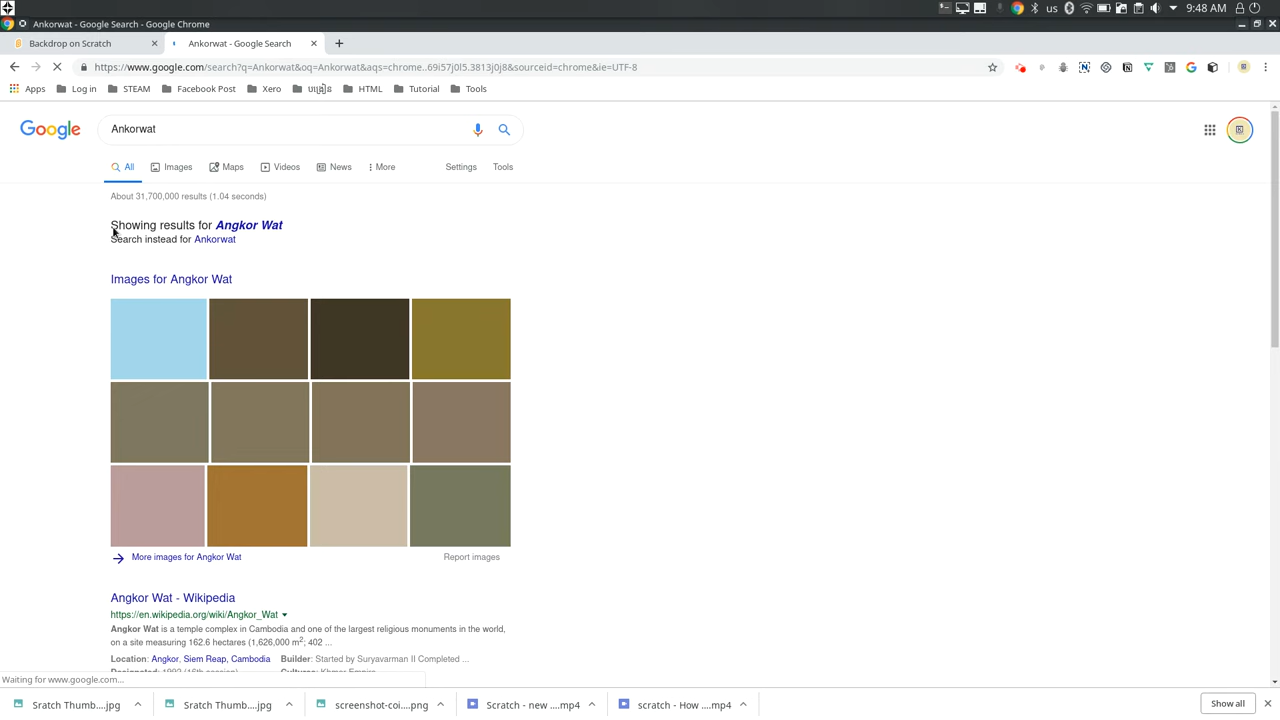 us 9:48 AM
Ankorwat - Google Search - Google Chrome
Backdrop on Scratch Ankorwat - Google Search
https://www.google.com/search?q=Ankorwat&oq=Ankorwat&aqs=chrome..69i57j0l5.3813j0j8&sourceid=chrome&ie=UTF-8
Apps Log in STEAM Facebook Post Xero HTML Tutorial Tools
Google Ankorwat
All Images Maps Videos News More Settings Tools
About 31,700,000 results (1.04 seconds)
Showing results for Angkor Wat
Search instead for Ankorwat
Images for Angkor Wat
More images for Angkor Wat Report images
Angkor Wat - Wikipedia
https://en.wikipedia.org/wiki/Angkor_Wat
Angkor Wat is a temple complex in Cambodia and one of the largest religious monuments in the world,
on a site measuring 162.6 hectares (1,626,000 m2; 402 ...
Location: Angkor, Siem Reap, Cambodia Builder: Started by Suryavarman II Completed ...
Waiting for www.google.com...
Sratch Thumb....jpg Sratch Thumb....jpg screenshot-coi....png Scratch - new ....mp4 scratch - How ....mp4 Show all